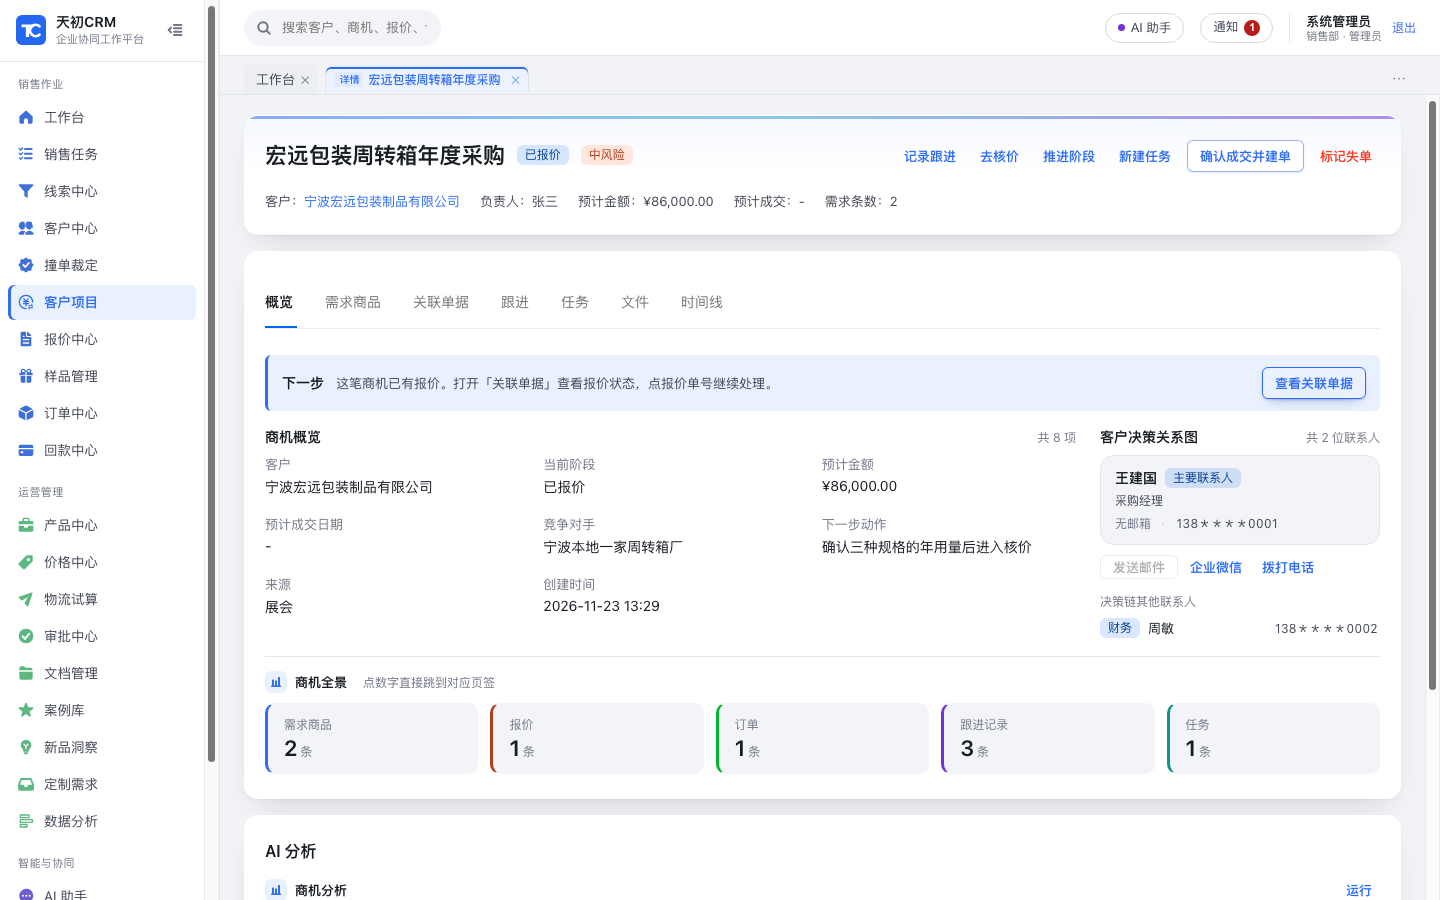 天初CRM
企业协同工作平台
销售作业
工作台
销售任务
线索中心
客户中心
撞单裁定
客户项目
报价中心
样品管理
订单中心
回款中心
运营管理
产品中心
价格中心
物流试算
审批中心
文档管理
案例库
新品洞察
定制需求
数据分析
智能与协同
AI 助手
搜索客户、商机、报价、
AI 助手
通知 1
系统管理员
销售部 · 管理员
退出
工作台
详情 宏远包装周转箱年度采购
宏远包装周转箱年度采购 已报价 中风险
记录跟进 去核价 推进阶段 新建任务 确认成交并建单 标记失单
客户： 宁波宏远包装制品有限公司 负责人： 张三 预计金额： ¥86,000.00 预计成交： - 需求条数： 2
概览 需求商品 关联单据 跟进 任务 文件 时间线
下一步 这笔商机已有报价。打开「关联单据」查看报价状态，点报价单号继续处理。 查看关联单据
商机概览 共 8 项
客户 当前阶段 预计金额
宁波宏远包装制品有限公司 已报价 ¥86,000.00
预计成交日期 竞争对手 下一步动作
- 宁波本地一家周转箱厂 确认三种规格的年用量后进入核价
来源 创建时间
展会 2026-11-23 13:29
客户决策关系图 共 2 位联系人
王建国 主要联系人
采购经理
无邮箱 · 138****0001
发送邮件 企业微信 拨打电话
决策链其他联系人
财务 周敏 138****0002
商机全景 点数字直接跳到对应页签
需求商品 报价 订单 跟进记录 任务
2 条 1 条 1 条 3 条 1 条
AI 分析
商机分析 运行